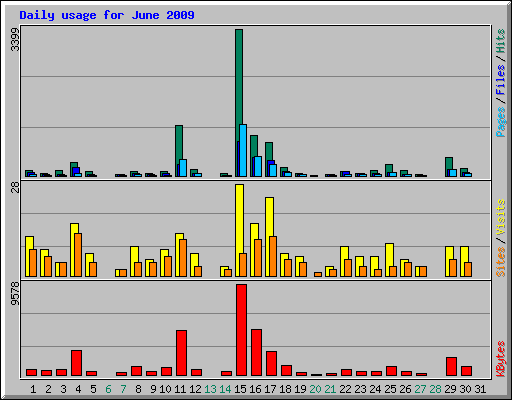 Daily usage for June 2009
3399
Pages / Files / Hits
28
Sites / Visits
9578
KBytes
1 2 3 4 5 6 7 8 9 10 11 12 13 14 15 16 17 18 19 20 21 22 23 24 25 26 27 28 29 30 31